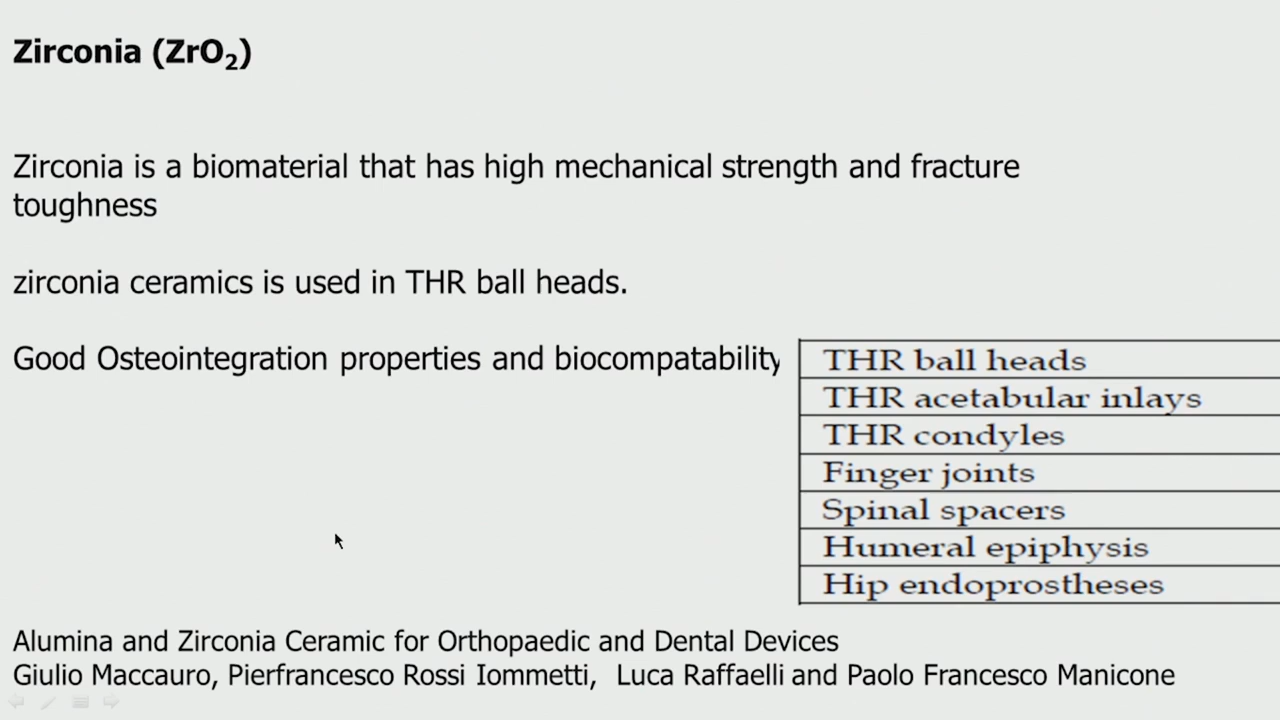 Zirconia (ZrO₂)
Zirconia is a biomaterial that has high mechanical strength and fracture
toughness
zirconia ceramics is used in THR ball heads.
Good Osteointegration properties and biocompatability
THR ball heads
THR acetabular inlays
THR condyles
Finger joints
Spinal spacers
Humeral epiphysis
Hip endoprostheses
Alumina and Zirconia Ceramic for Orthopaedic and Dental Devices
Giulio Maccauro, Pierfrancesco Rossi Iommetti, Luca Raffaelli and Paolo Francesco Manicone